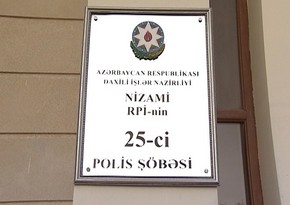 AZƏRBAYCAN RESPUBLİKASI
DAXİLİ İŞLƏR NAZİRLİYİ
NİZAMİ
RPİ-nin
25-ci
POLİS ŞÖBƏSİ